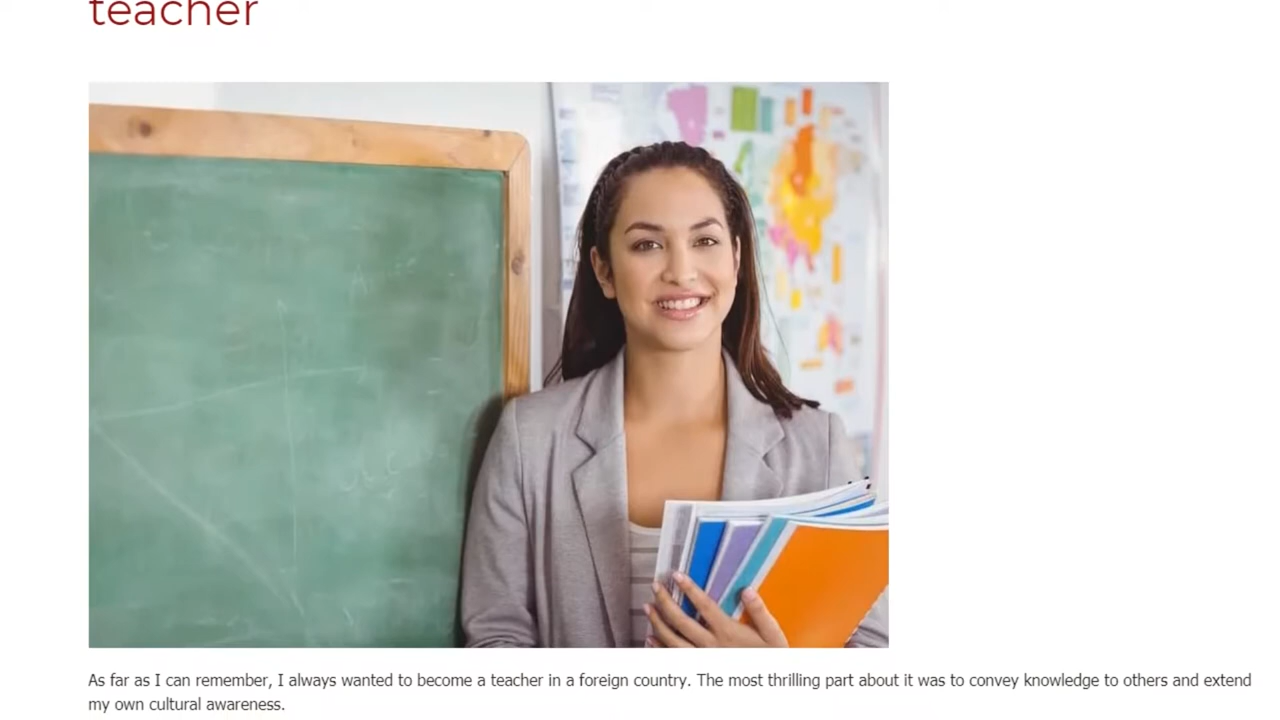 teacher
As far as I can remember, I always wanted to become a teacher in a foreign country. The most thrilling part about it was to convey knowledge to others and extend
my own cultural awareness.